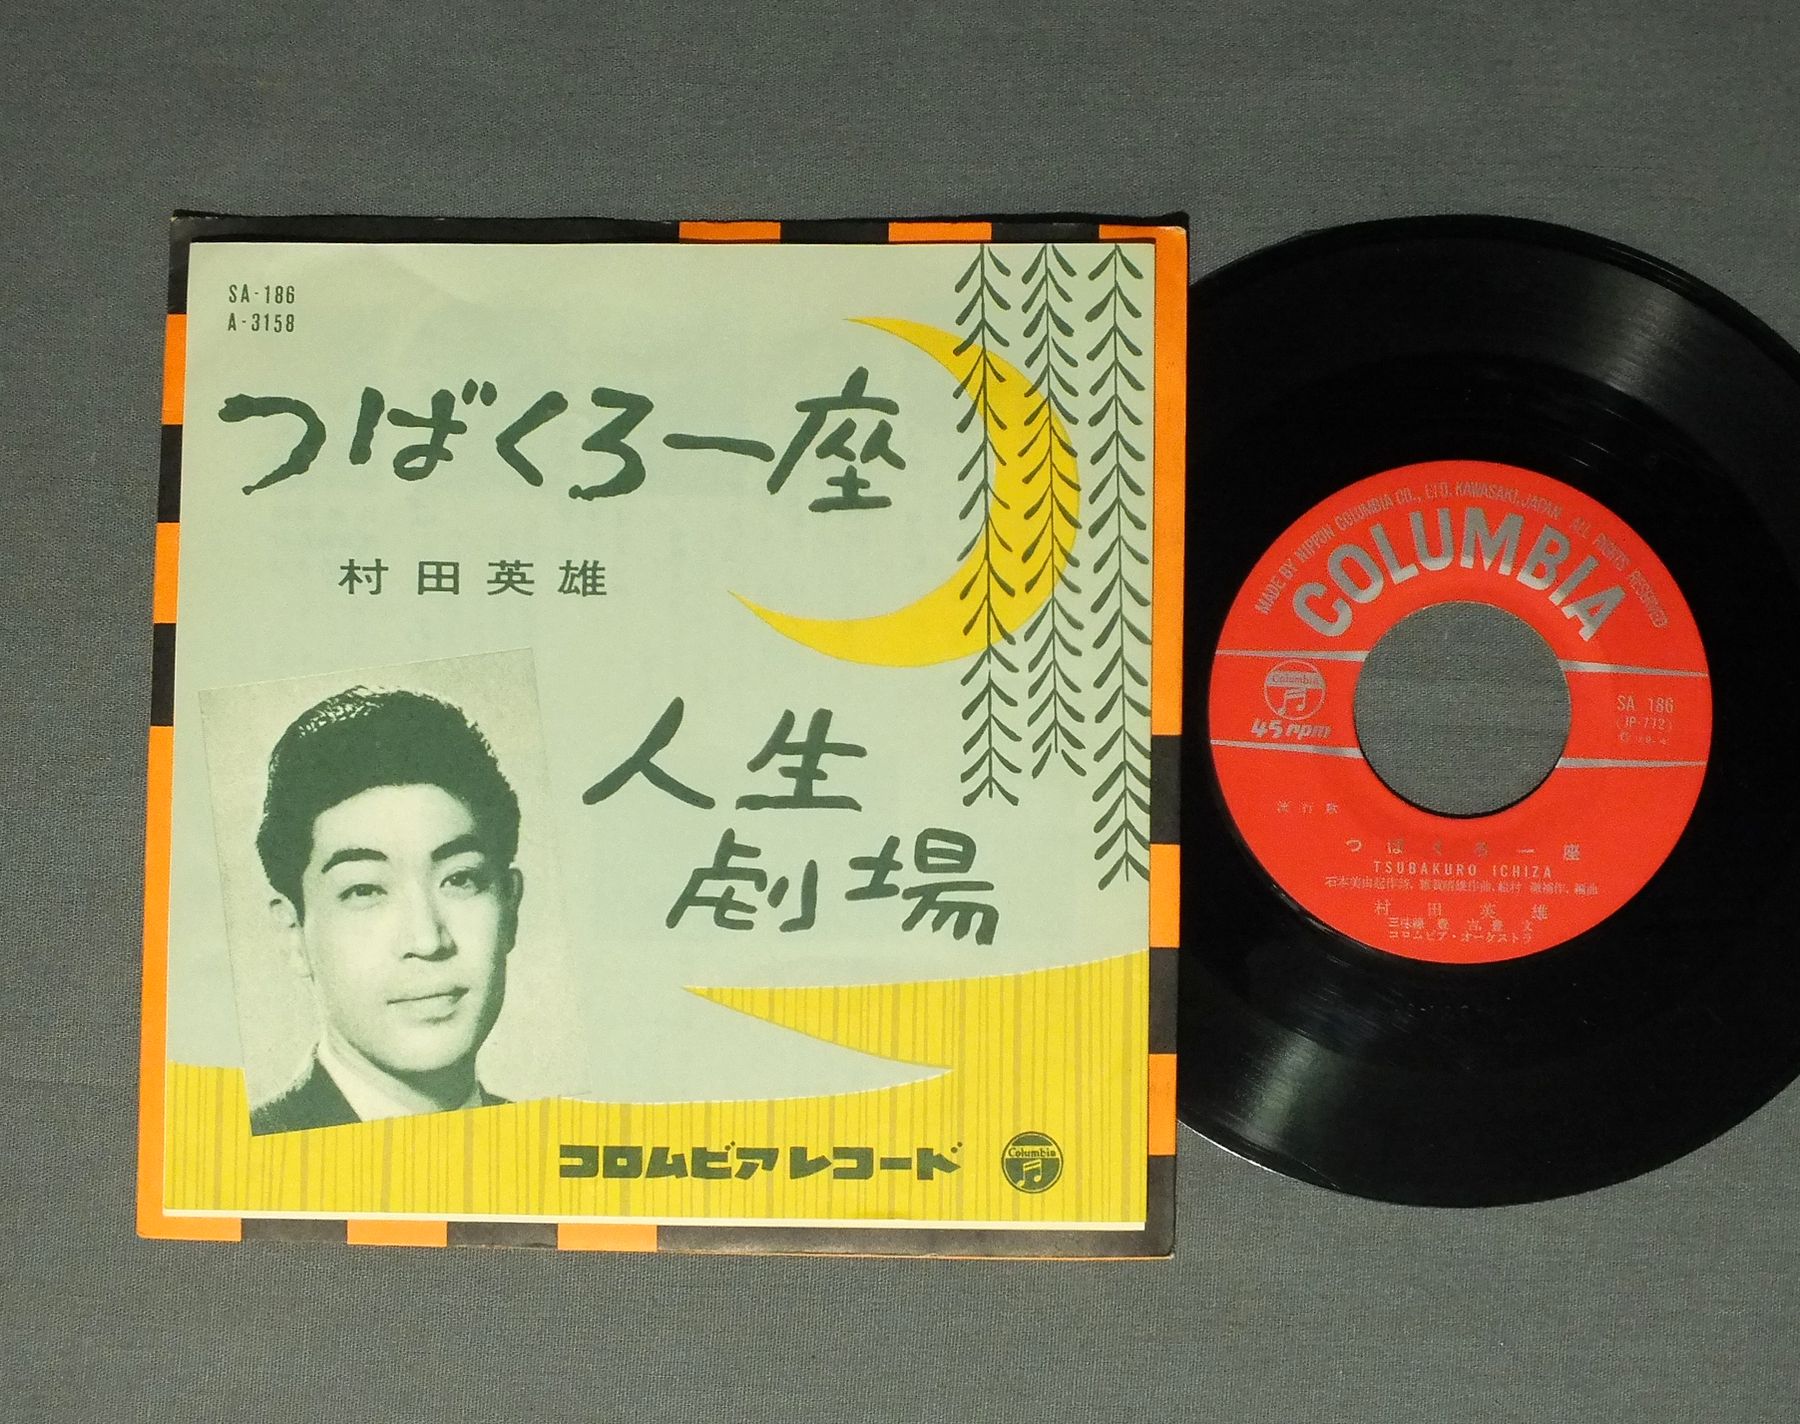 SA-186
A-3158
つばくろ一座
村田英雄
人生
劇場
コロムビアレコード
Columbia
MADE BY NIPPON COLUMBIA CO., LTD. KAWASAKI, JAPAN ALL RIGHTS RESERVED
COLUMBIA
Columbia
45 rpm
SA 186
流行歌
つばくろ一座
TSUBAKURO ICHIZA
村田英雄
コロムビア・オーケストラ